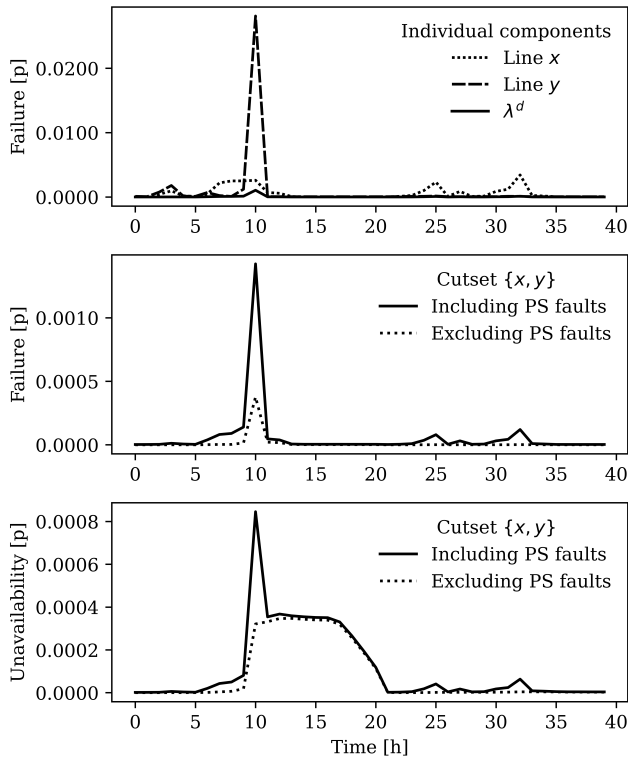 Individual components
Line x
Line y
λᵈ
Failure [p]
0.0200
0.0100
0.0000
0 5 10 15 20 25 30 35 40
Cutset {x, y}
Including PS faults
Excluding PS faults
Failure [p]
0.0010
0.0005
0.0000
0 5 10 15 20 25 30 35 40
Cutset {x, y}
Including PS faults
Excluding PS faults
Unavailability [p]
0.0008
0.0006
0.0004
0.0002
0.0000
0 5 10 15 20 25 30 35 40
Time [h]